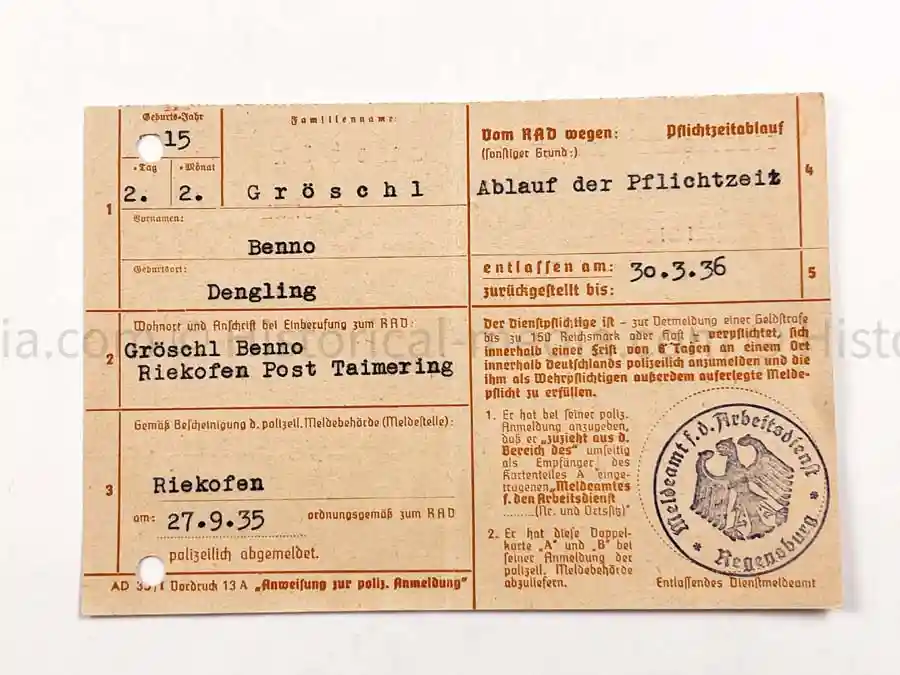 Geburts-Jahr
Familienname:
15
• Tag
• Monat
2. 2.
Gröschl
1
Vornamen:
Benno
Geburtsort:
Dengling
Wohnort und Anschrift bei Einberufung zum RAD:
2
Gröschl Benno
Riekofen Post Taimering
Gemäß Bescheinigung d. polizeil. Meldebehörde (Meldestelle):
3
Riekofen
am: 27.9.35 ordnungsgemäß zum RAD
polizeilich abgemeldet.
AD Vordruck 13 A „Anweisung zur poliz. Anmeldung"
Vom RAD wegen: Pflichtzeitablauf
(sonstiger Grund:)
4
Ablauf der Pflichtzeit
entlassen am: 30.3.36
5
zurückgestellt bis:
Der Dienstpflichtige ist – zur Vermeidung einer Geldstrafe
bis zu 150 Reichsmark oder Haft – verpflichtet, sich
innerhalb einer Frist von 6 Tagen an einem Ort
innerhalb Deutschlands polizeilich anzumelden und die
ihm als Wehrpflichtigen außerdem auferlegte Melde-
pflicht zu erfüllen.
1. Er hat bei seiner poliz.
Anmeldung anzugeben,
daß er „zuzieht aus d.
Bereich des" umseitig
als Empfänger des
Kartenteiles A einge-
tragenen „Meldeamtes
f. den Arbeitsdienst
(Nr. und Ortssitz)"
2. Er hat diese Doppel-
karte „A" und „B" bei
seiner Anmeldung der
polizeil. Meldebehörde
abzuliefern.
Meldeamt f. d. Arbeitsdienst
* Regensburg *
Entlassendes Dienstmeldeamt